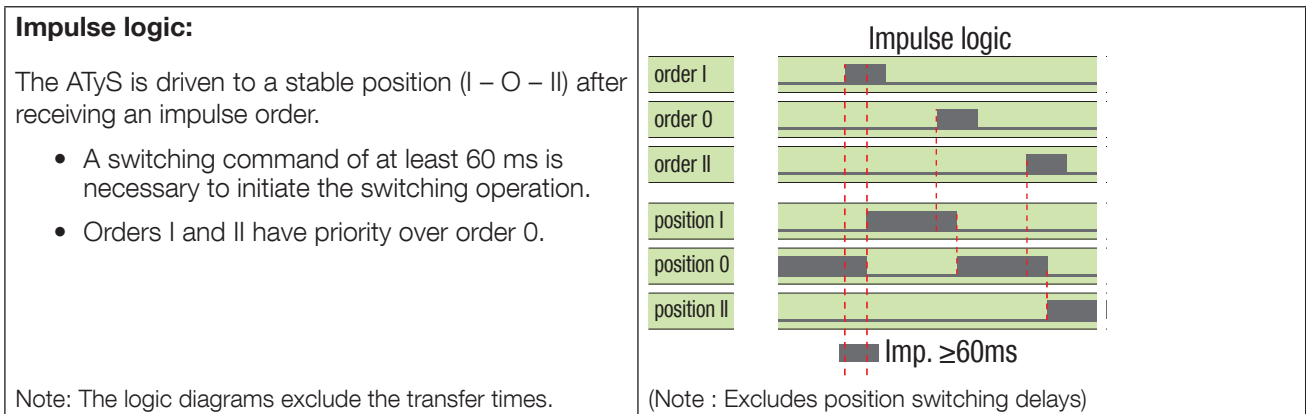 Impulse logic:
The ATyS is driven to a stable position (I – O – II) after
receiving an impulse order.
• A switching command of at least 60 ms is
necessary to initiate the switching operation.
• Orders I and II have priority over order 0.
Note: The logic diagrams exclude the transfer times.
Impulse logic
order I
order 0
order II
position I
position 0
position II
Imp. ≥60ms
(Note : Excludes position switching delays)